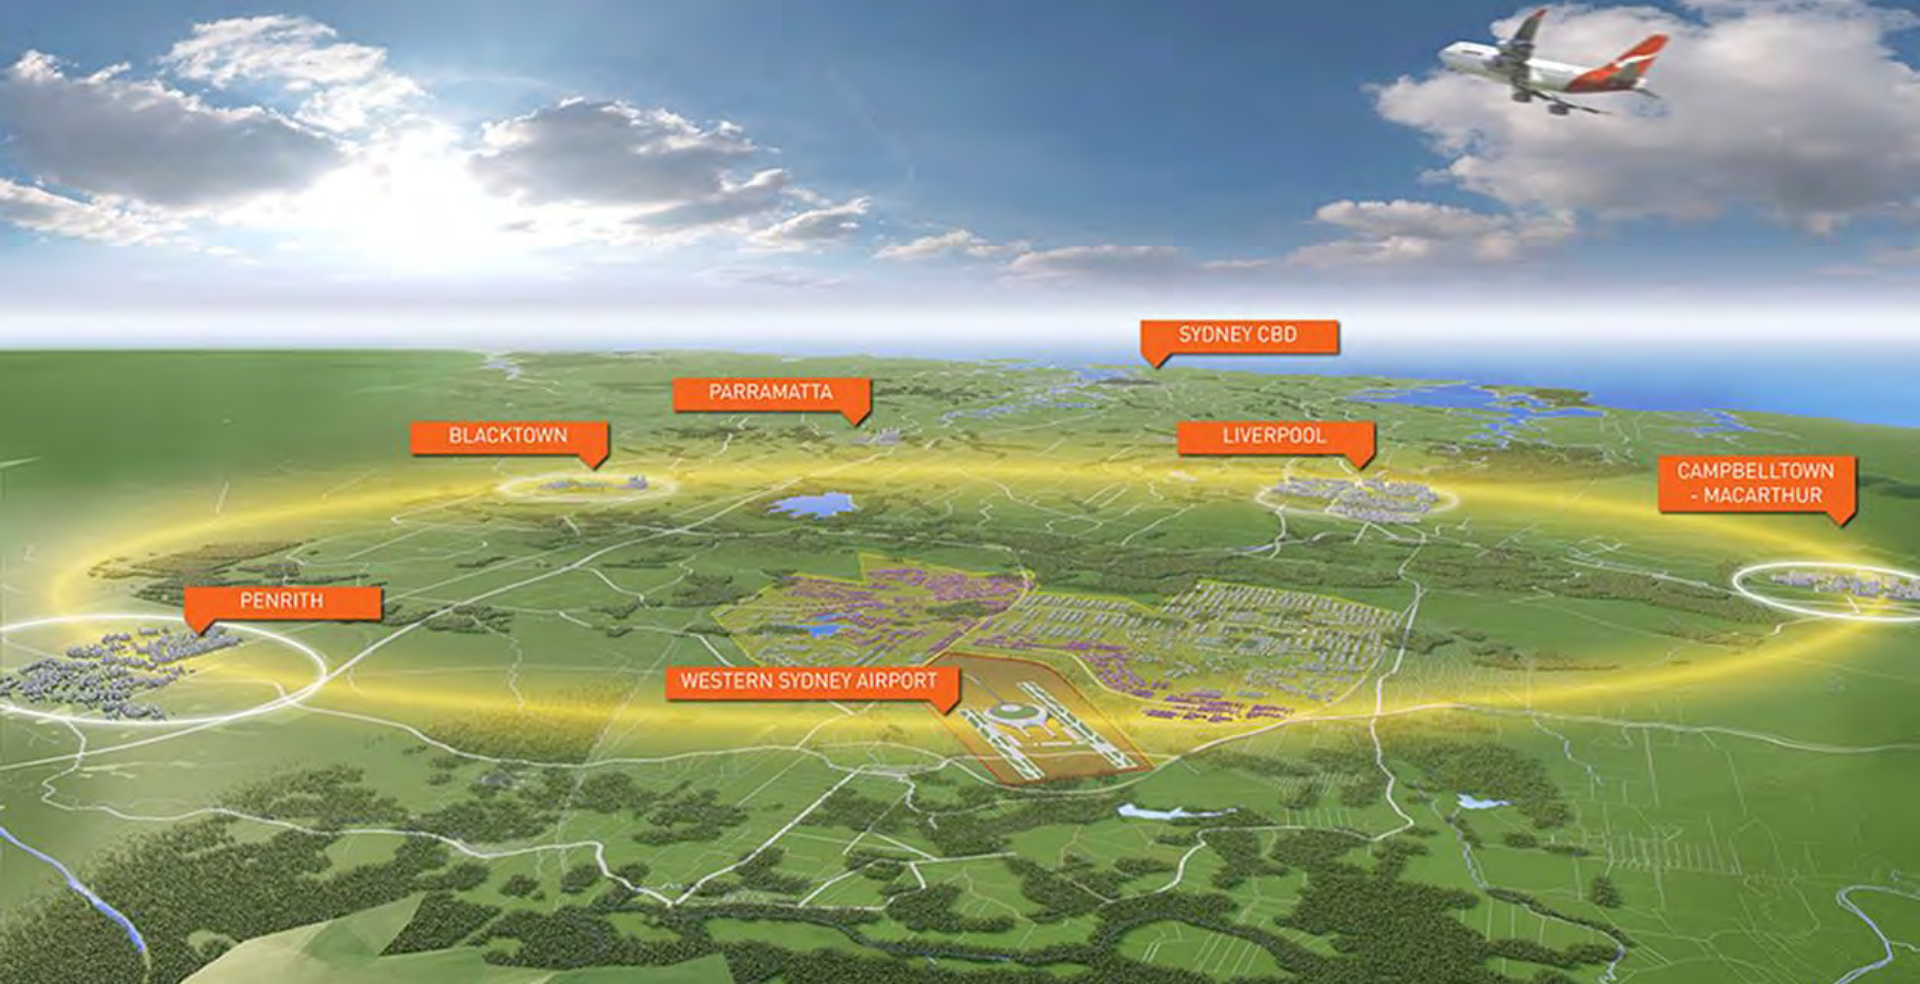 SYDNEY CBD
PARRAMATTA
BLACKTOWN
LIVERPOOL
CAMPBELLTOWN
- MACARTHUR
PENRITH
WESTERN SYDNEY AIRPORT